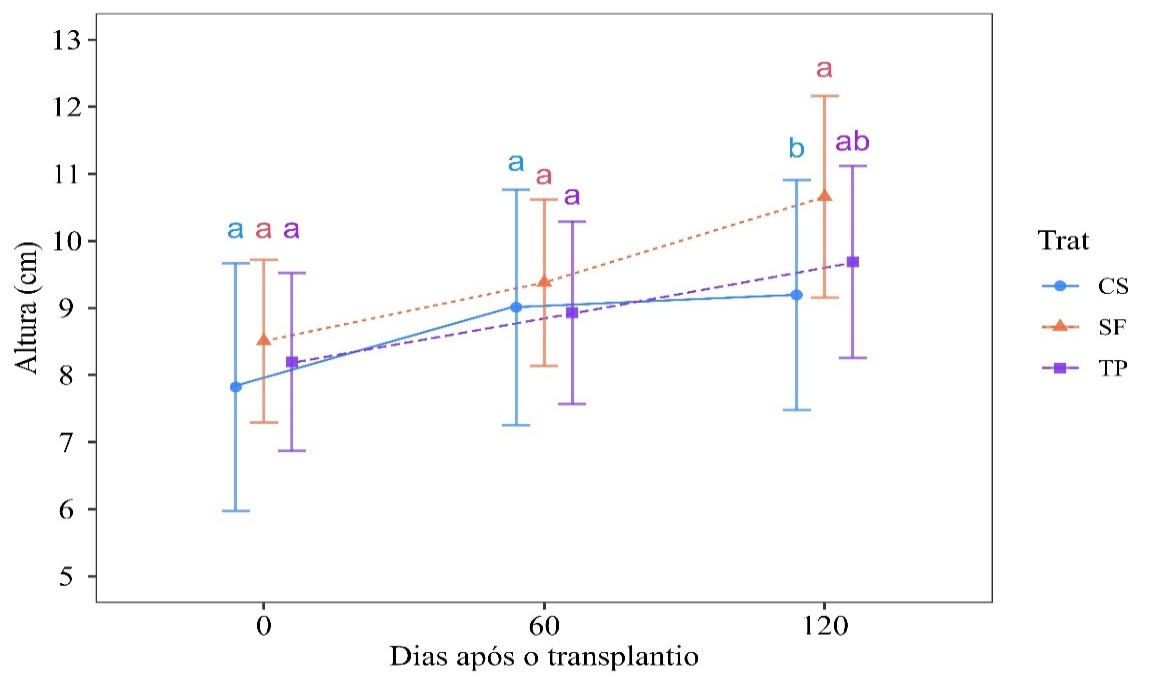 13
12
11
10
9
8
7
6
5
Altura (cm)
a a a
a a a
b a ab
0 60 120
Dias após o transplantio
Trat
CS
SF
TP